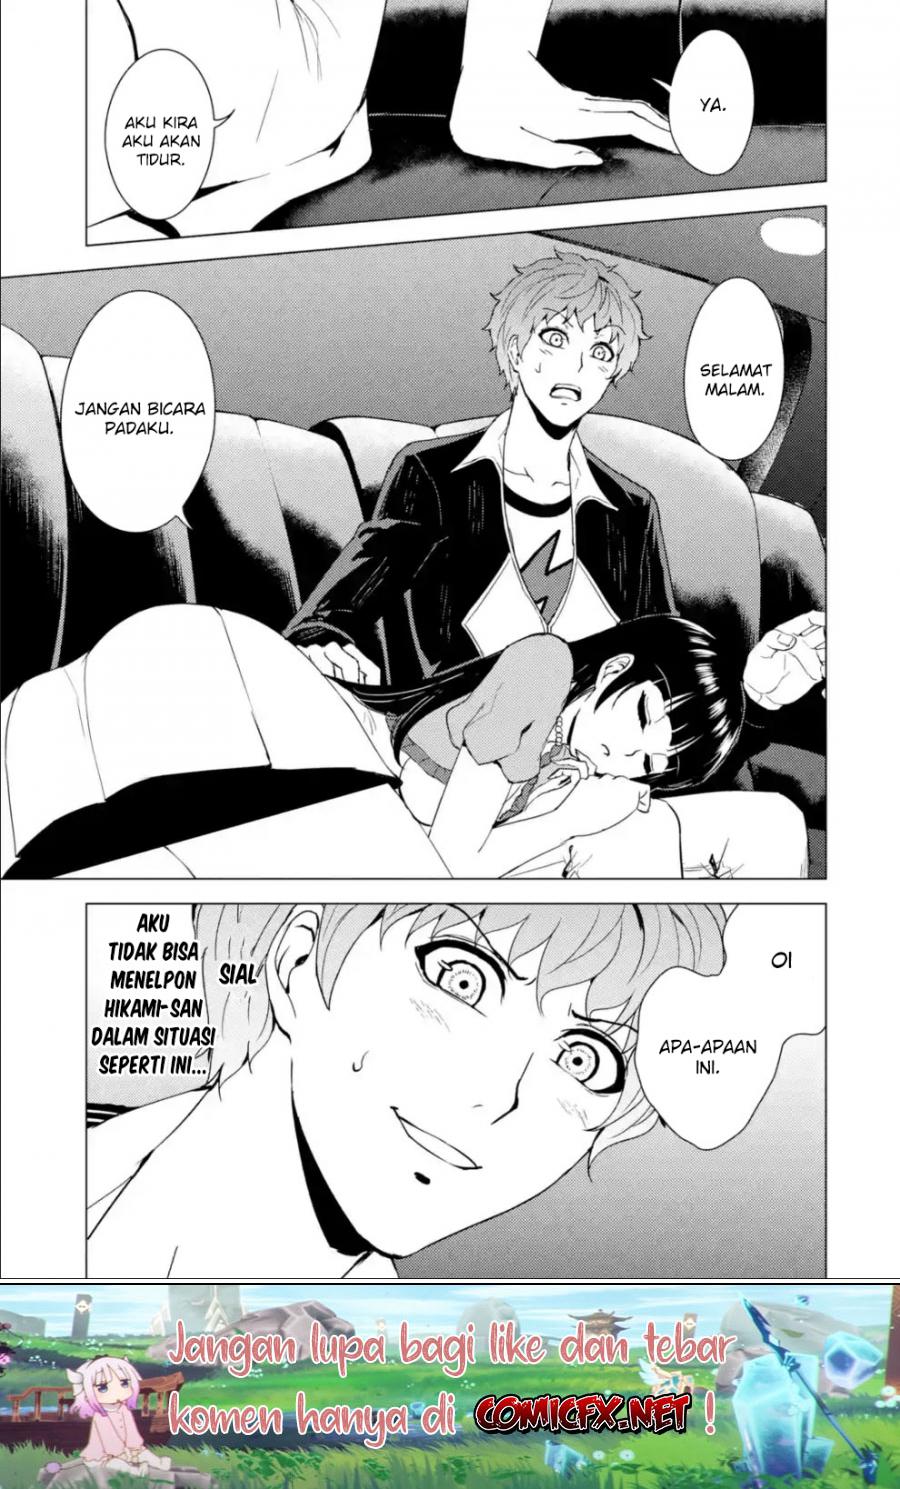 YA.
AKU KIRA
AKU AKAN
TIDUR.
SELAMAT
MALAM.
JANGAN BICARA
PADAKU.
OI
APA-APAAN
INI.
SIAL
AKU
TIDAK BISA
MENELPON
HIKAMI-SAN
DALAM SITUASI
SEPERTI INI...
Jangan lupa bagi like dan tebar
komen hanya di COMICFX.NET !